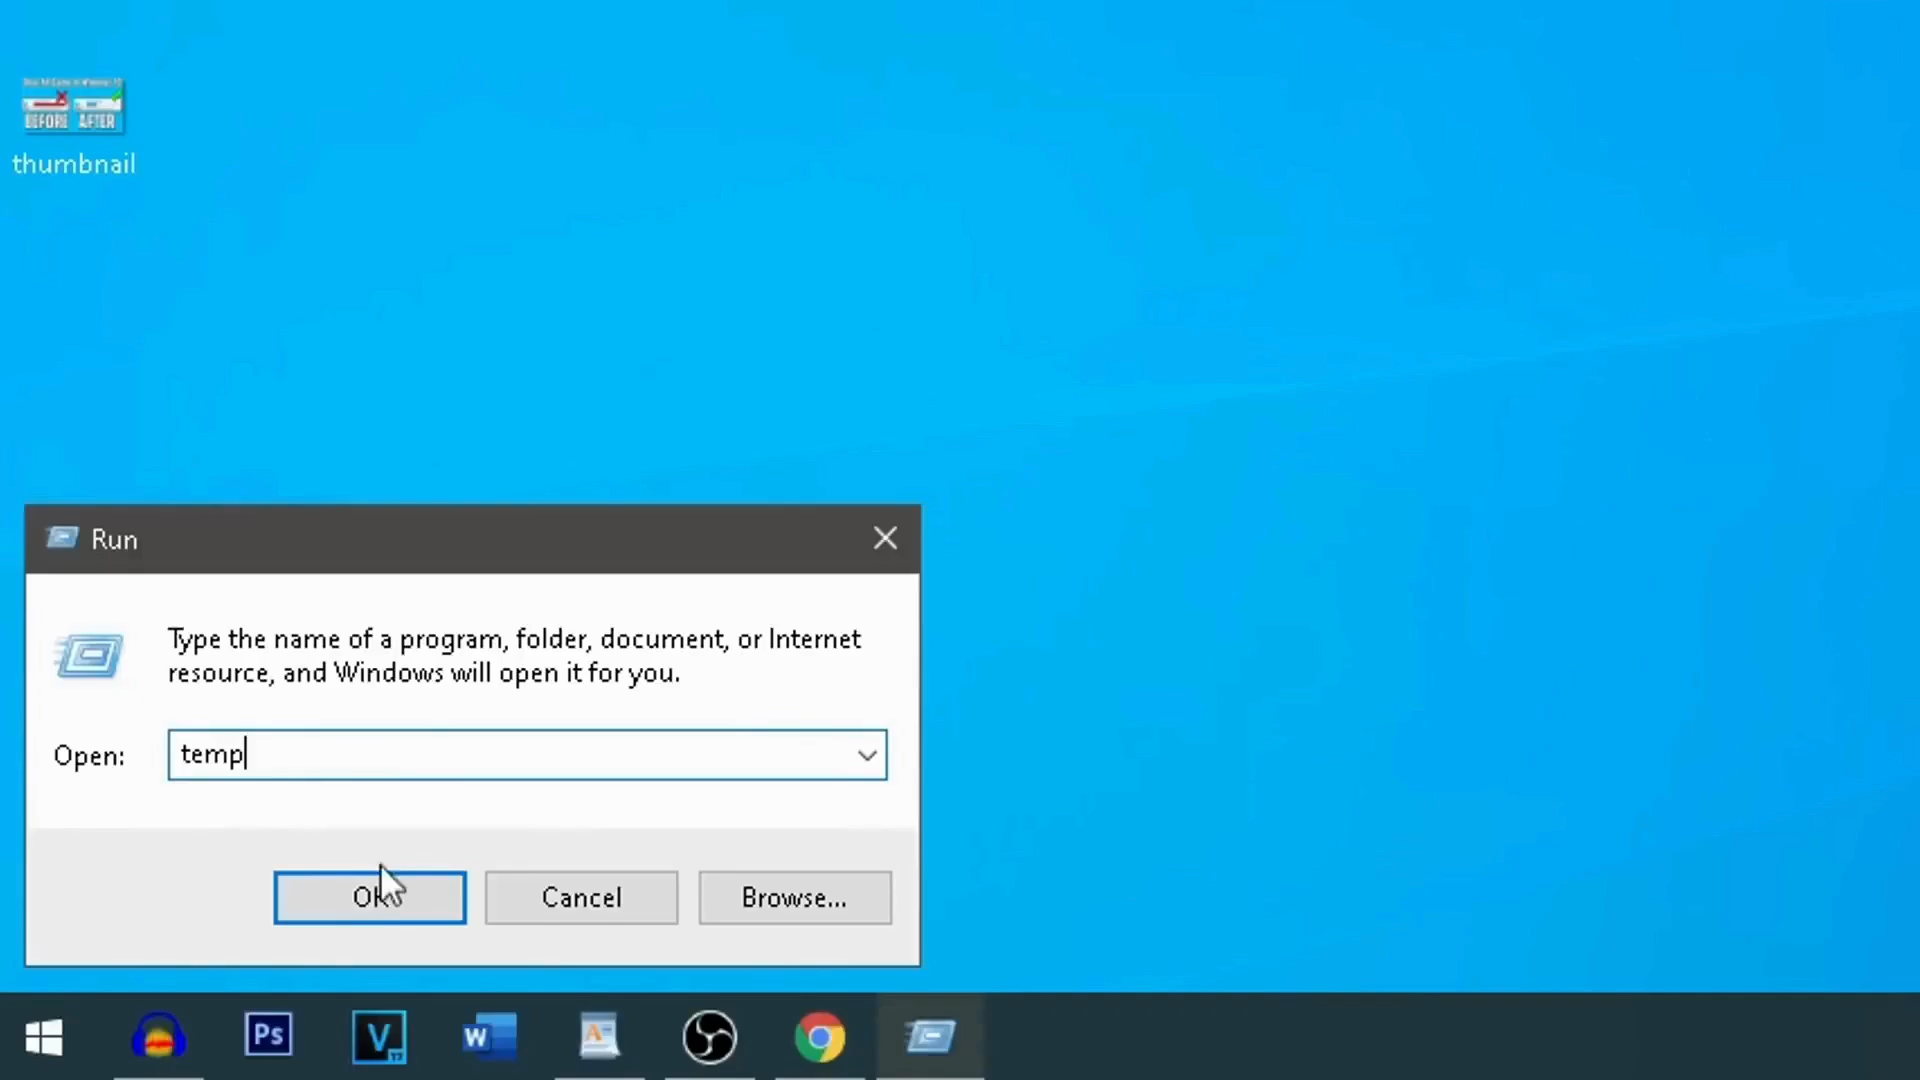 BEFORE AFTER
thumbnail
Run
Type the name of a program, folder, document, or Internet
resource, and Windows will open it for you.
Open: temp
OK Cancel Browse...
Ps V 17 W A